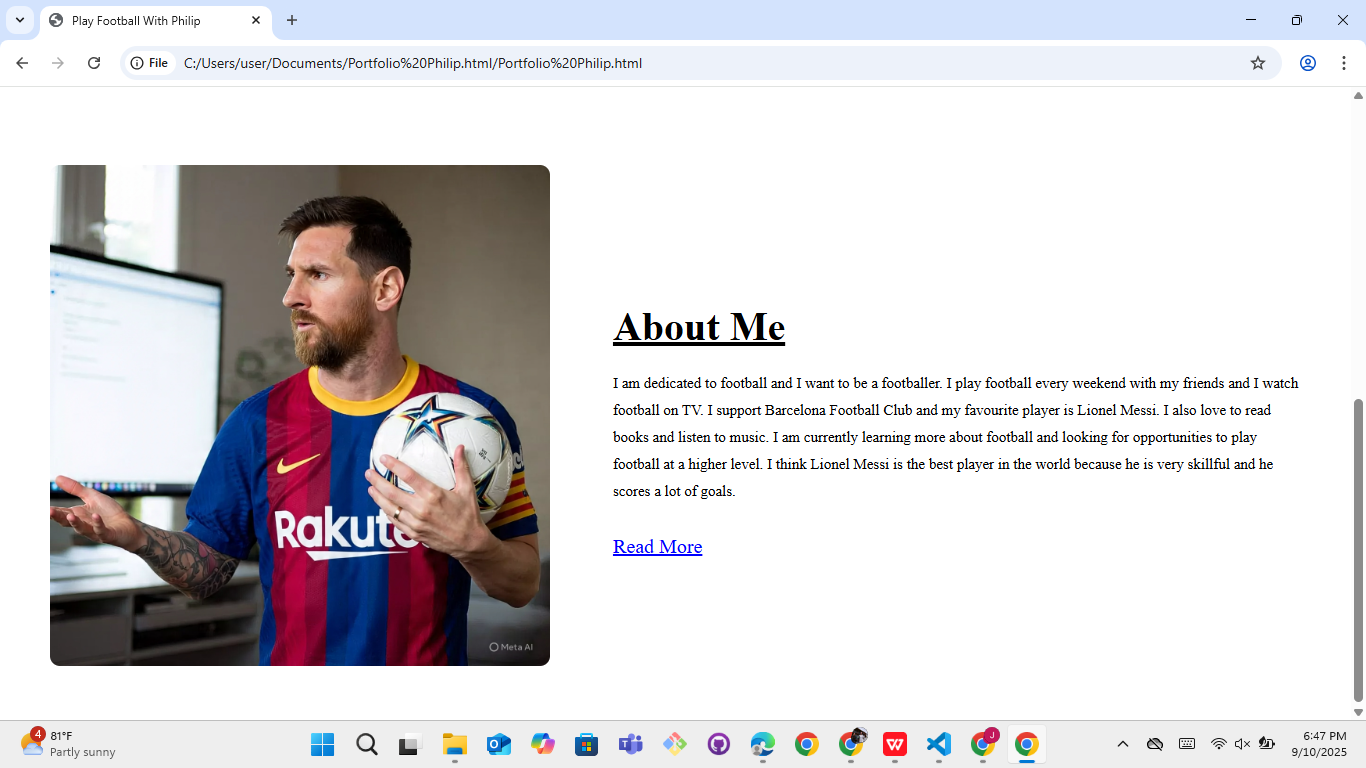 Play Football With Philip
File
C:/Users/user/Documents/Portfolio%20Philip.html/Portfolio%20Philip.html
About Me
I am dedicated to football and I want to be a footballer. I play football every weekend with my friends and I watch
football on TV. I support Barcelona Football Club and my favourite player is Lionel Messi. I also love to read
books and listen to music. I am currently learning more about football and looking for opportunities to play
football at a higher level. I think Lionel Messi is the best player in the world because he is very skillful and he
scores a lot of goals.
Read More
Rakute
Meta AI
4
81°F
Partly sunny
J
6:47 PM
9/10/2025